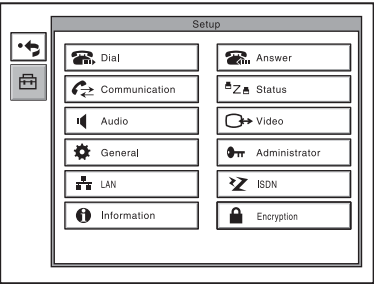 Setup
Dial
Answer
Communication
Status
Audio
Video
General
Administrator
LAN
ISDN
Information
Encryption